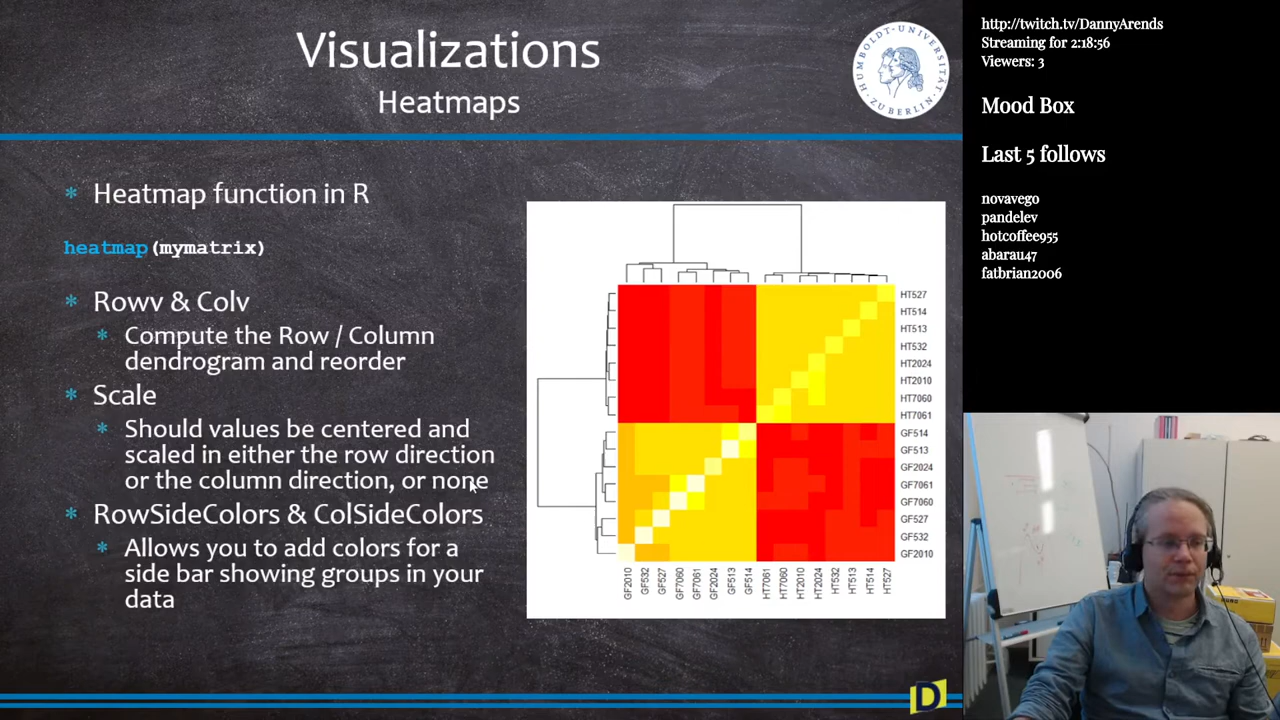 Visualizations
Heatmaps
HUMBOLDT-UNIVERSITÄT
ZU BERLIN
* Heatmap function in R
heatmap(mymatrix)
* Rowv & Colv
* Compute the Row / Column
dendrogram and reorder
* Scale
* Should values be centered and
scaled in either the row direction
or the column direction, or none
* RowSideColors & ColSideColors
* Allows you to add colors for a
side bar showing groups in your
data
HT527
HT514
HT513
HT532
HT2024
HT2010
HT7060
HT7061
GF514
GF513
GF2024
GF7061
GF7060
GF527
GF532
GF2010
GF2010
GF532
GF527
GF7060
GF7061
GF2024
GF513
GF514
HT7061
HT7060
HT2010
HT2024
HT532
HT513
HT514
HT527
D
http://twitch.tv/DannyArends
Streaming for 2:18:56
Viewers: 3
Mood Box
Last 5 follows
novavego
pandelev
hotcoffee955
abarau47
fatbrian2006